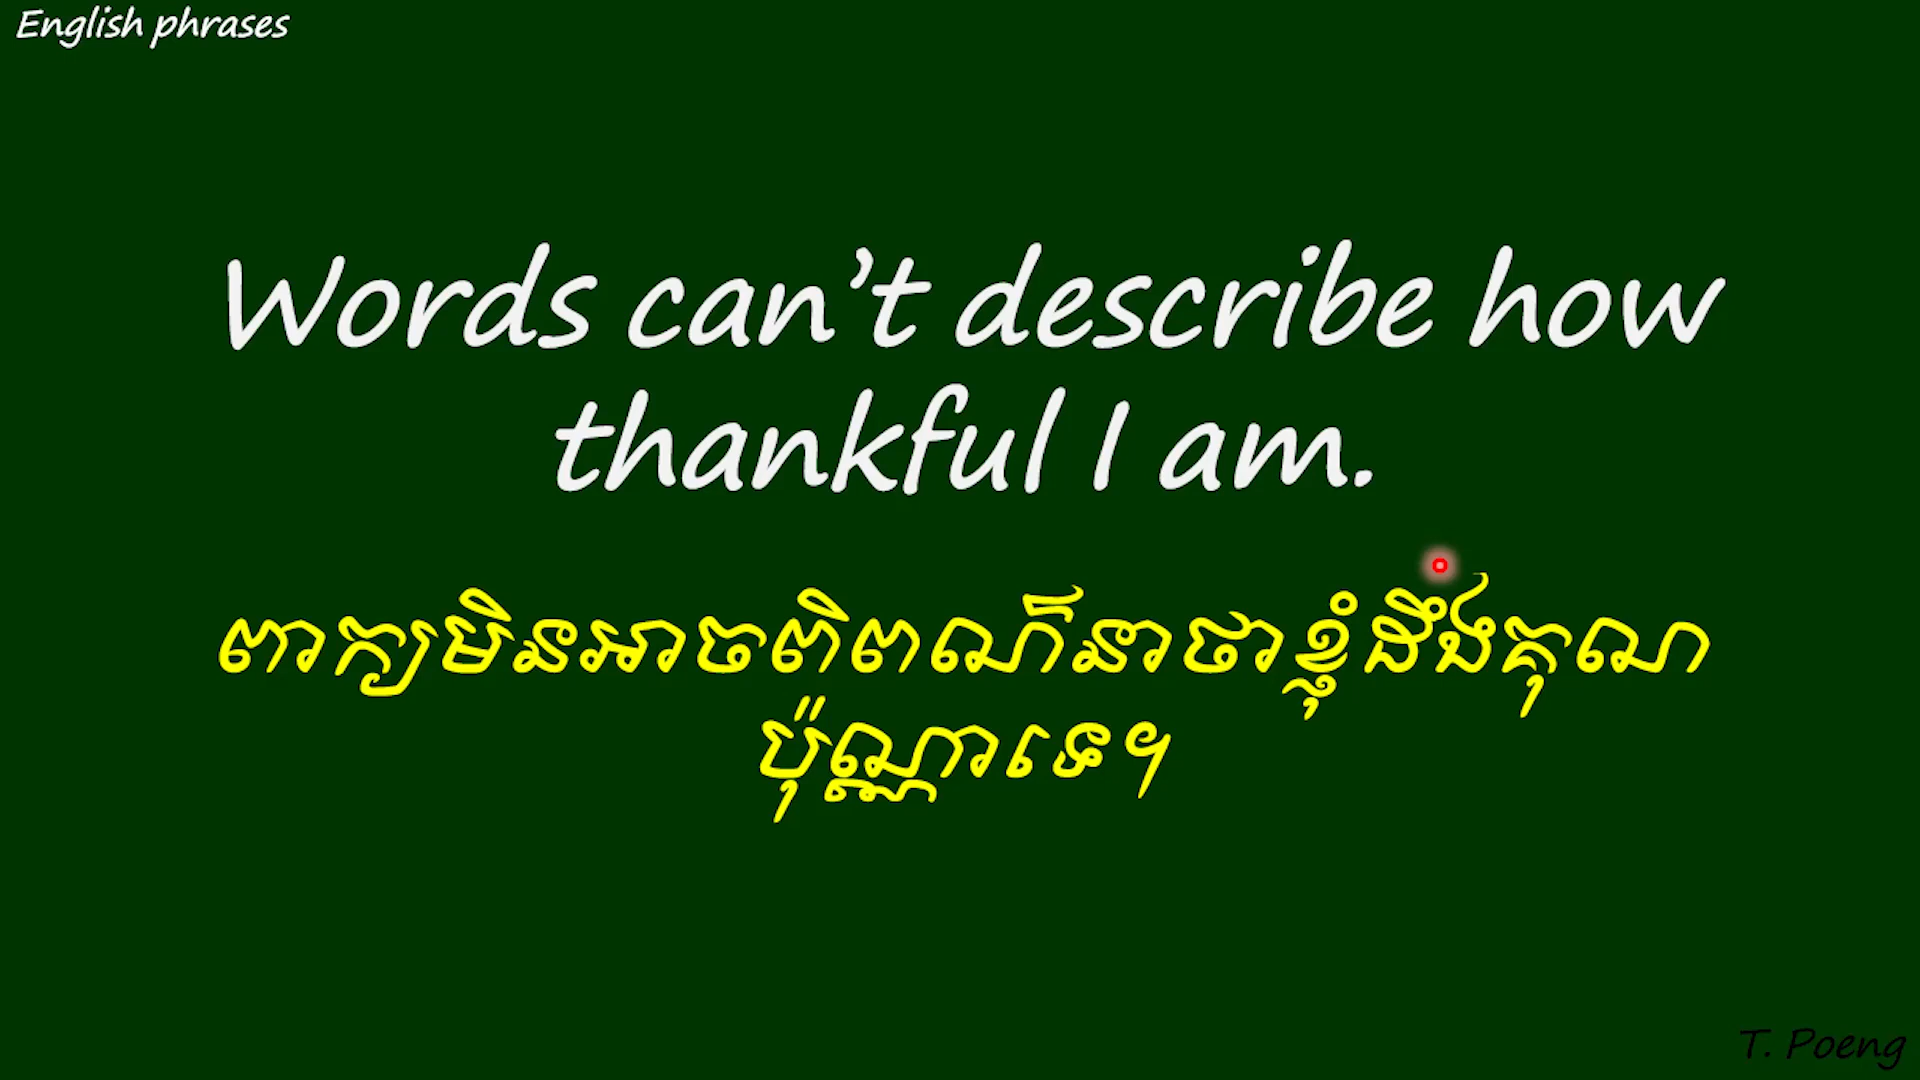 English phrases
Words can’t describe how
thankful I am.
ពាក្យមិនអាចពិពណ៌នាថាខ្ញុំដឹងគុណ
ប៉ុណ្ណាទេ។
T. Poeng